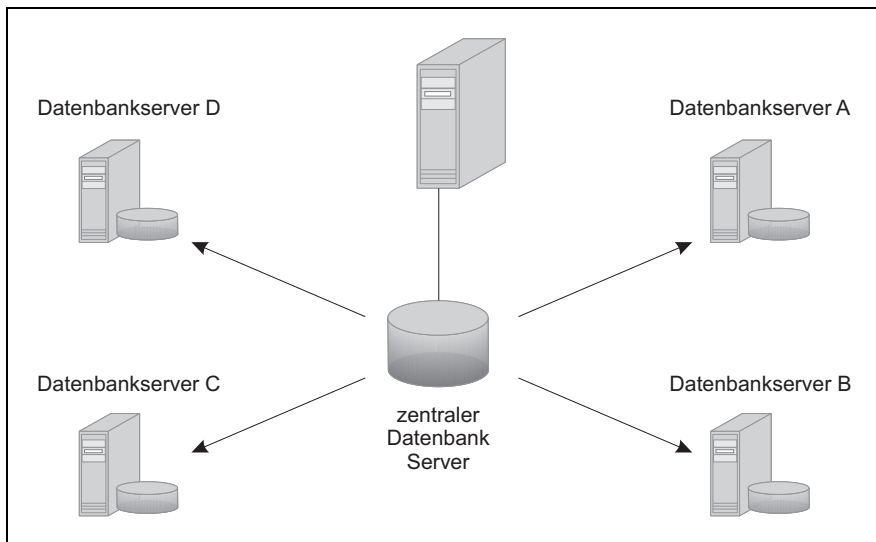 Datenbankserver D
Datenbankserver A
Datenbankserver C
Datenbankserver B
zentraler
Datenbank
Server